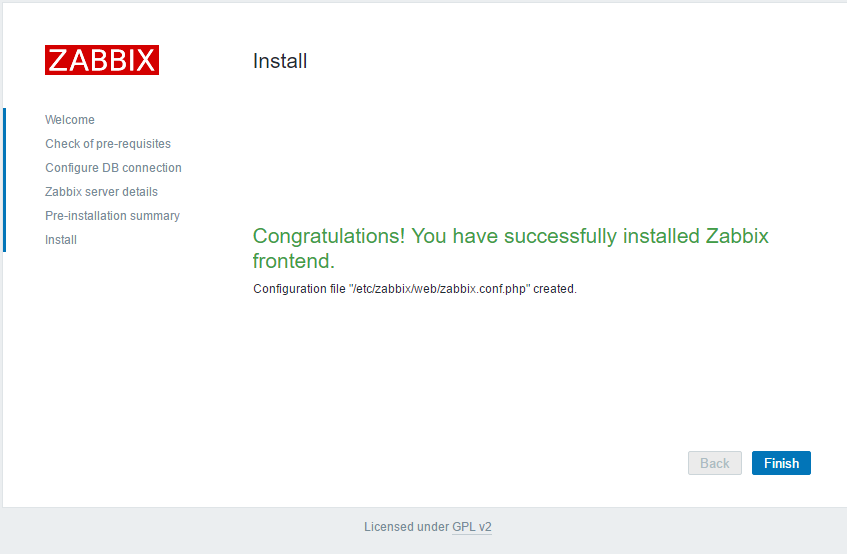 ZABBIX
Install
Welcome
Check of pre-requisites
Configure DB connection
Zabbix server details
Pre-installation summary
Install
Congratulations! You have successfully installed Zabbix
frontend.
Configuration file "/etc/zabbix/web/zabbix.conf.php" created.
Back
Finish
Licensed under GPL v2